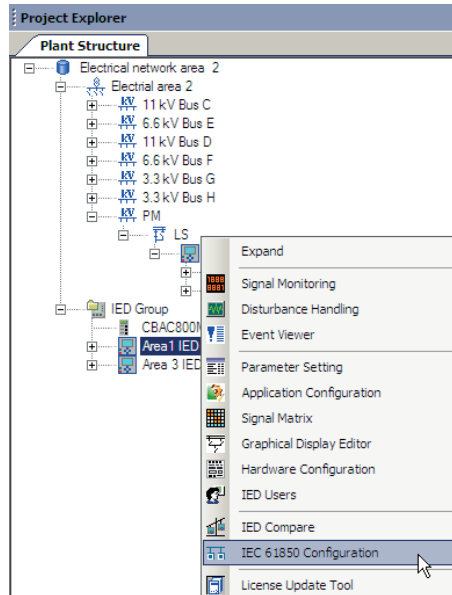 Project Explorer
Plant Structure
Electrical network area 2
Electrial area 2
11 kV Bus C
6.6 kV Bus E
11 kV Bus D
6.6 kV Bus F
3.3 kV Bus G
3.3 kV Bus H
PM
LS
IED Group
CBAC800
Area1 IED
Area 3 IED
Expand
Signal Monitoring
Disturbance Handling
Event Viewer
Parameter Setting
Application Configuration
Signal Matrix
Graphical Display Editor
Hardware Configuration
IED Users
IED Compare
IEC 61850 Configuration
License Update Tool